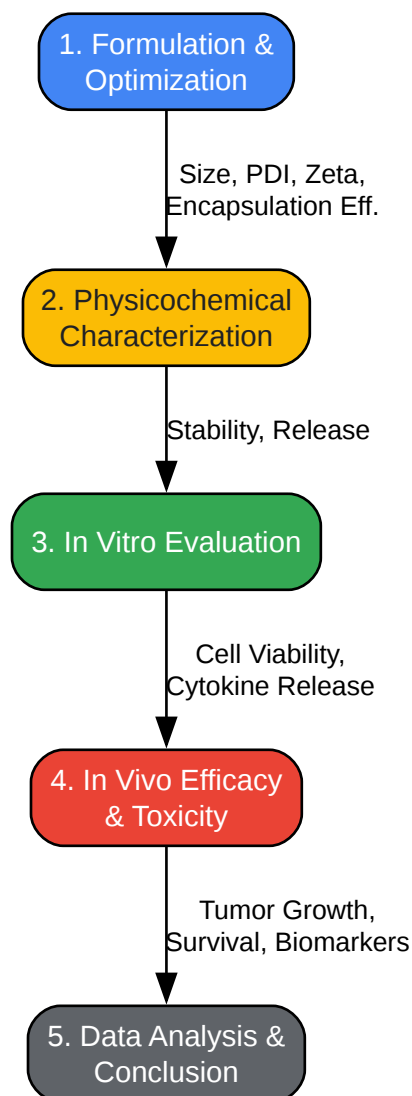 1. Formulation &
Optimization
Size, PDI, Zeta,
Encapsulation Eff.
2. Physicochemical
Characterization
Stability, Release
3. In Vitro Evaluation
Cell Viability,
Cytokine Release
4. In Vivo Efficacy
& Toxicity
Tumor Growth,
Survival, Biomarkers
5. Data Analysis &
Conclusion